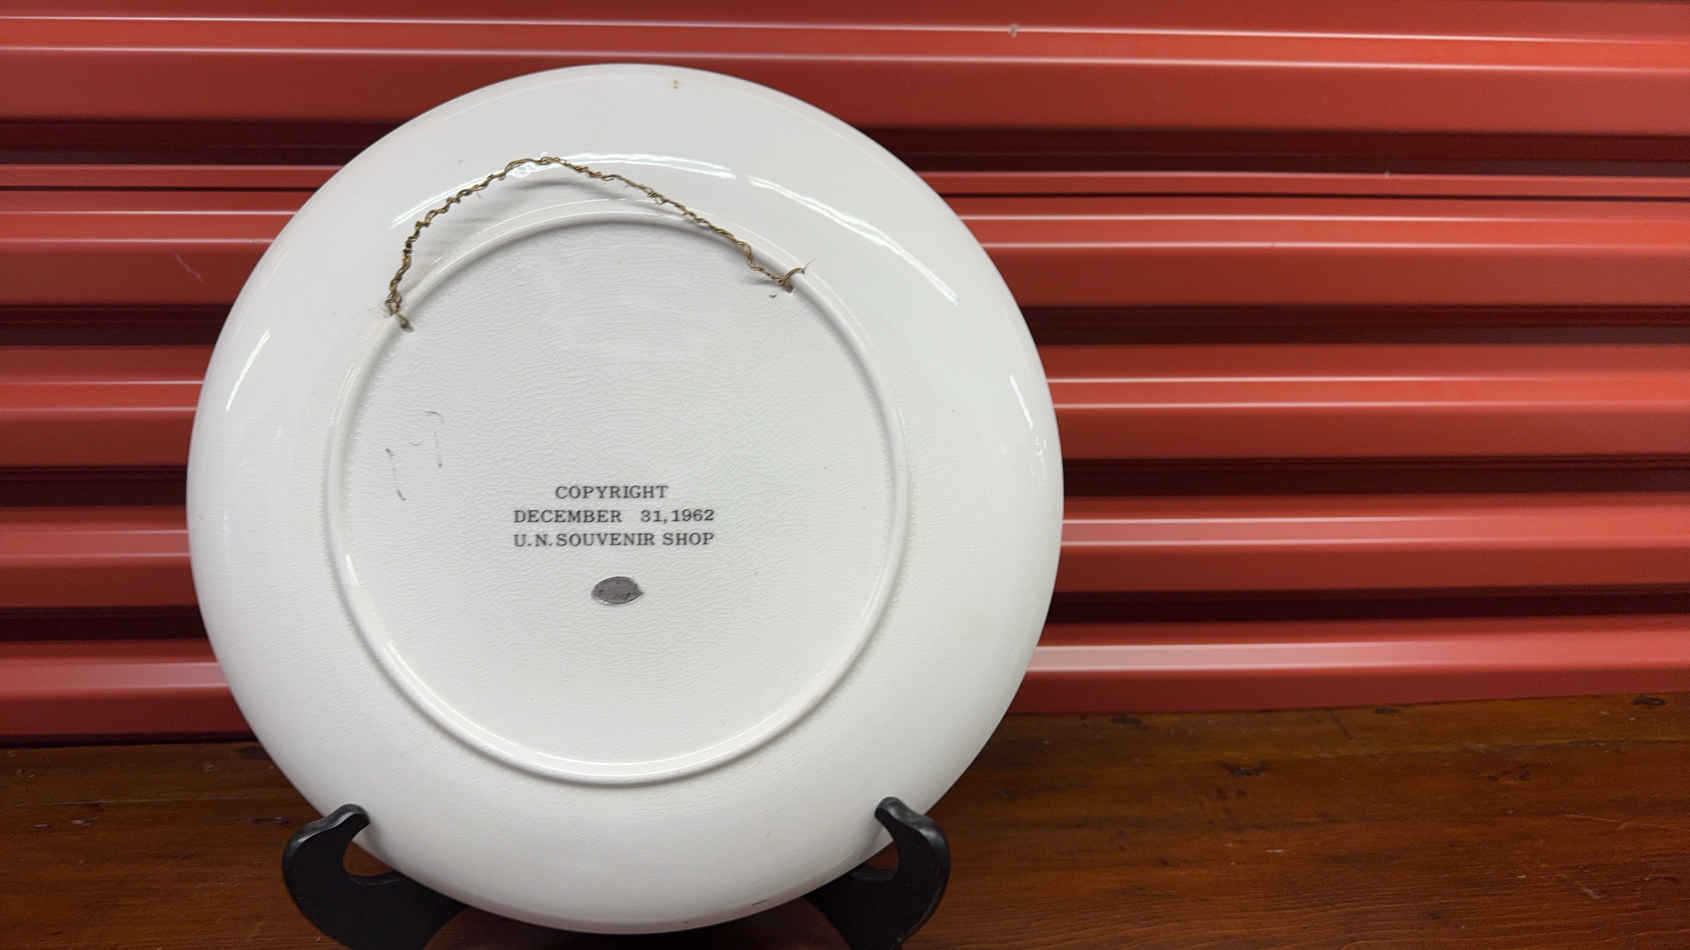 COPYRIGHT
DECEMBER 31, 1962
U.N. SOUVENIR SHOP